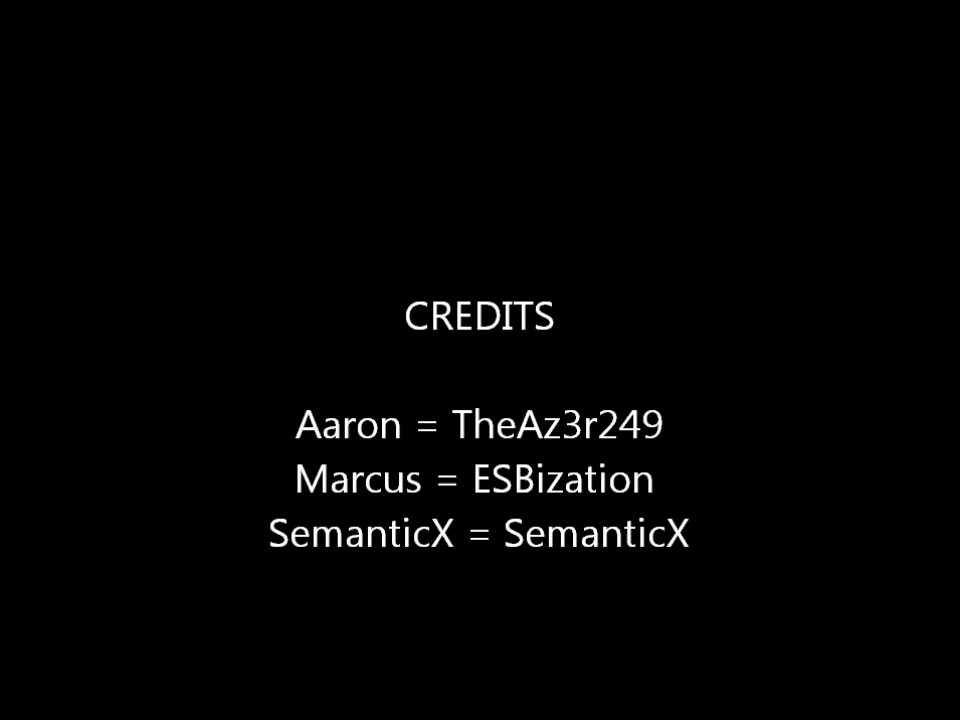 CREDITS
Aaron = TheAz3r249
Marcus = ESBization
SemanticX = SemanticX